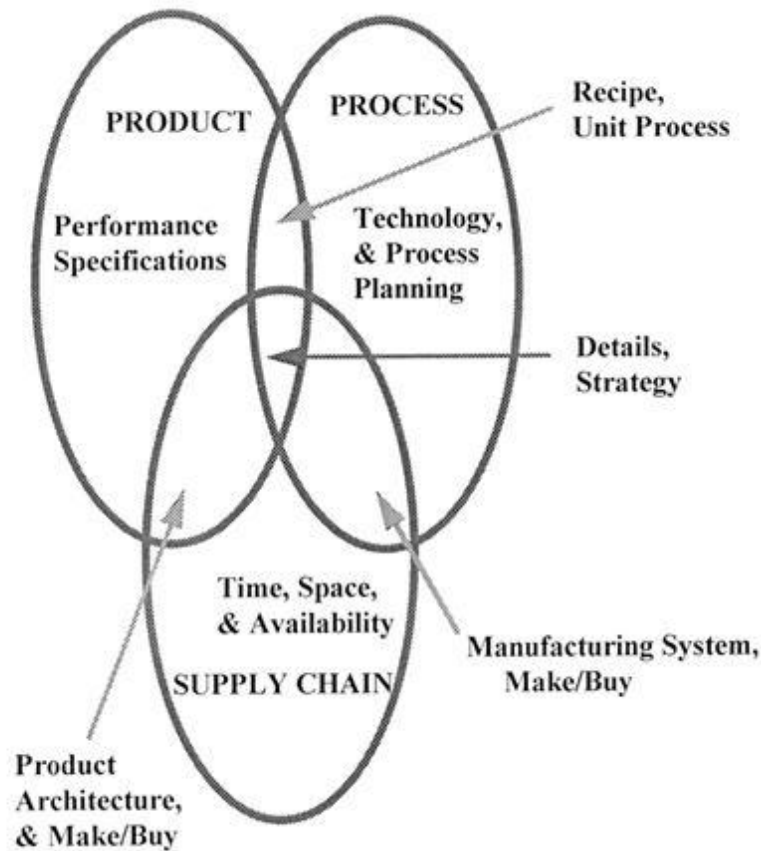 PRODUCT
PROCESS
Recipe,
Unit Process
Performance
Specifications
Technology,
& Process
Planning
Details,
Strategy
Time, Space,
& Availability
SUPPLY CHAIN
Manufacturing System,
Make/Buy
Product
Architecture,
& Make/Buy